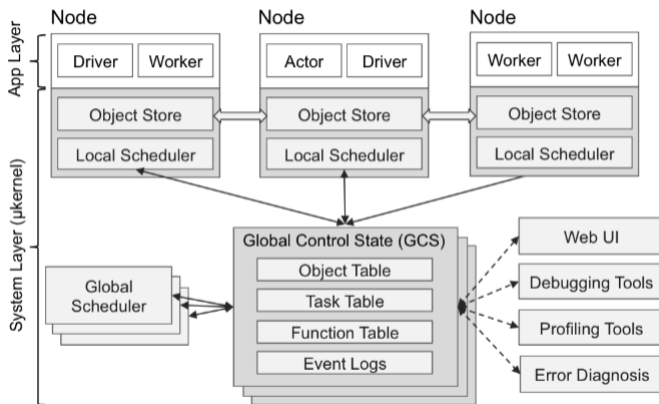 Node
Node
Node
App Layer
Driver
Worker
Actor
Driver
Worker
Worker
System Layer (µkernel)
Object Store
Object Store
Object Store
Local Scheduler
Local Scheduler
Local Scheduler
Global Control State (GCS)
Object Table
Task Table
Function Table
Event Logs
Global
Scheduler
Web UI
Debugging Tools
Profiling Tools
Error Diagnosis